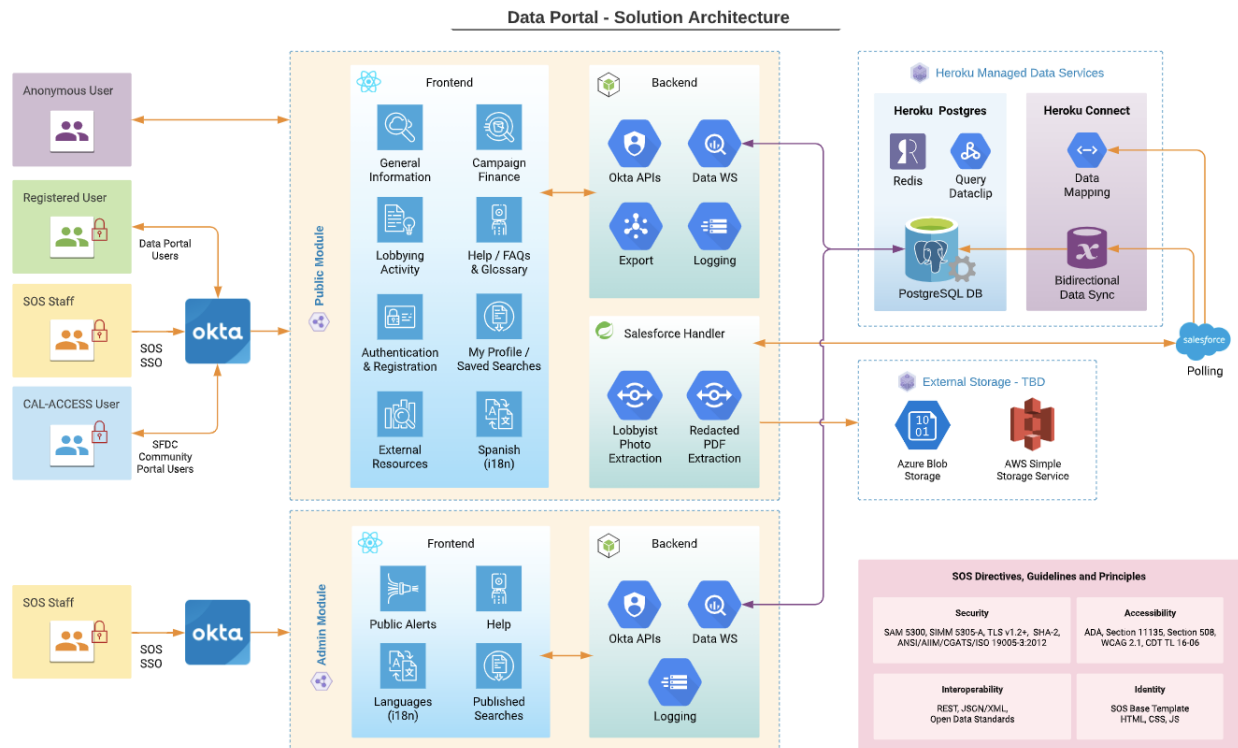 Data Portal - Solution Architecture
Anonymous User
Registered User
Data Portal
Users
SOS Staff
SOS
SSO
okta
CAL-ACCESS User
SFDC
Community
Portal Users
Public Module
Frontend
General
Information
Campaign
Finance
Lobbying
Activity
Help / FAQs
& Glossary
Authentication
& Registration
My Profile /
Saved Searches
External
Resources
Spanish
(i18n)
Backend
Okta APIs
Data WS
Export
Logging
Salesforce Handler
Lobbyist
Photo
Extraction
Redacted
PDF
Extraction
Heroku Managed Data Services
Heroku Postgres
Redis
Query
Dataclip
PostgreSQL DB
Heroku Connect
Data
Mapping
Bidirectional
Data Sync
salesforce
Polling
External Storage - TBD
10
01
Azure Blob
Storage
AWS Simple
Storage Service
SOS Staff
SOS
SSO
okta
Admin Module
Frontend
Public Alerts
Help
Languages
(i18n)
Published
Searches
Backend
Okta APIs
Data WS
Logging
SOS Directives, Guidelines and Principles
Security
SAM 5300, SIMM 5305-A, TLS v1.2+, SHA-2,
ANSI/AIIM/CGATS/ISO 19005-3:2012
Accessibility
ADA, Section 11135, Section 508,
WCAG 2.1, CDT TL 16-06
Interoperability
REST, JSON/XML,
Open Data Standards
Identity
SOS Base Template
HTML, CSS, JS